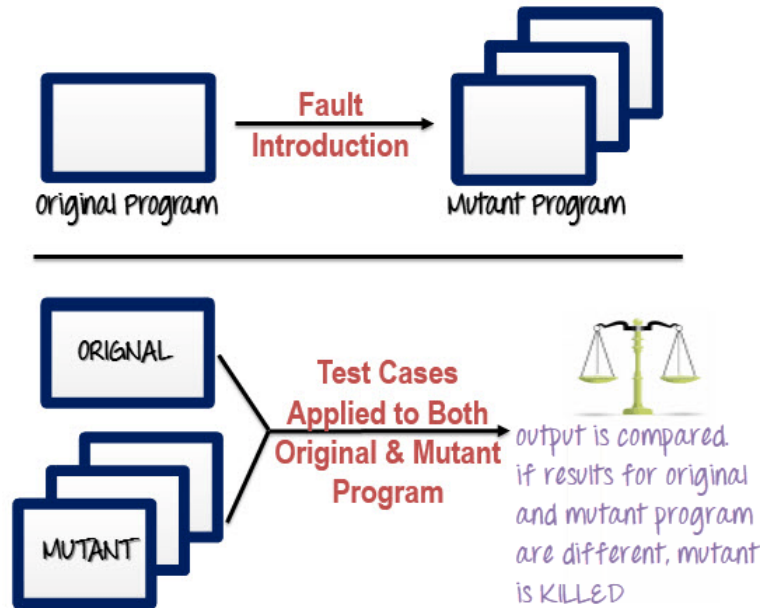 Fault
Introduction
Original Program
Mutant Program
ORIGNAL
MUTANT
Test Cases
Applied to Both
Original & Mutant
Program
output is compared.
if results for original
and mutant program
are different, mutant
is KILLED